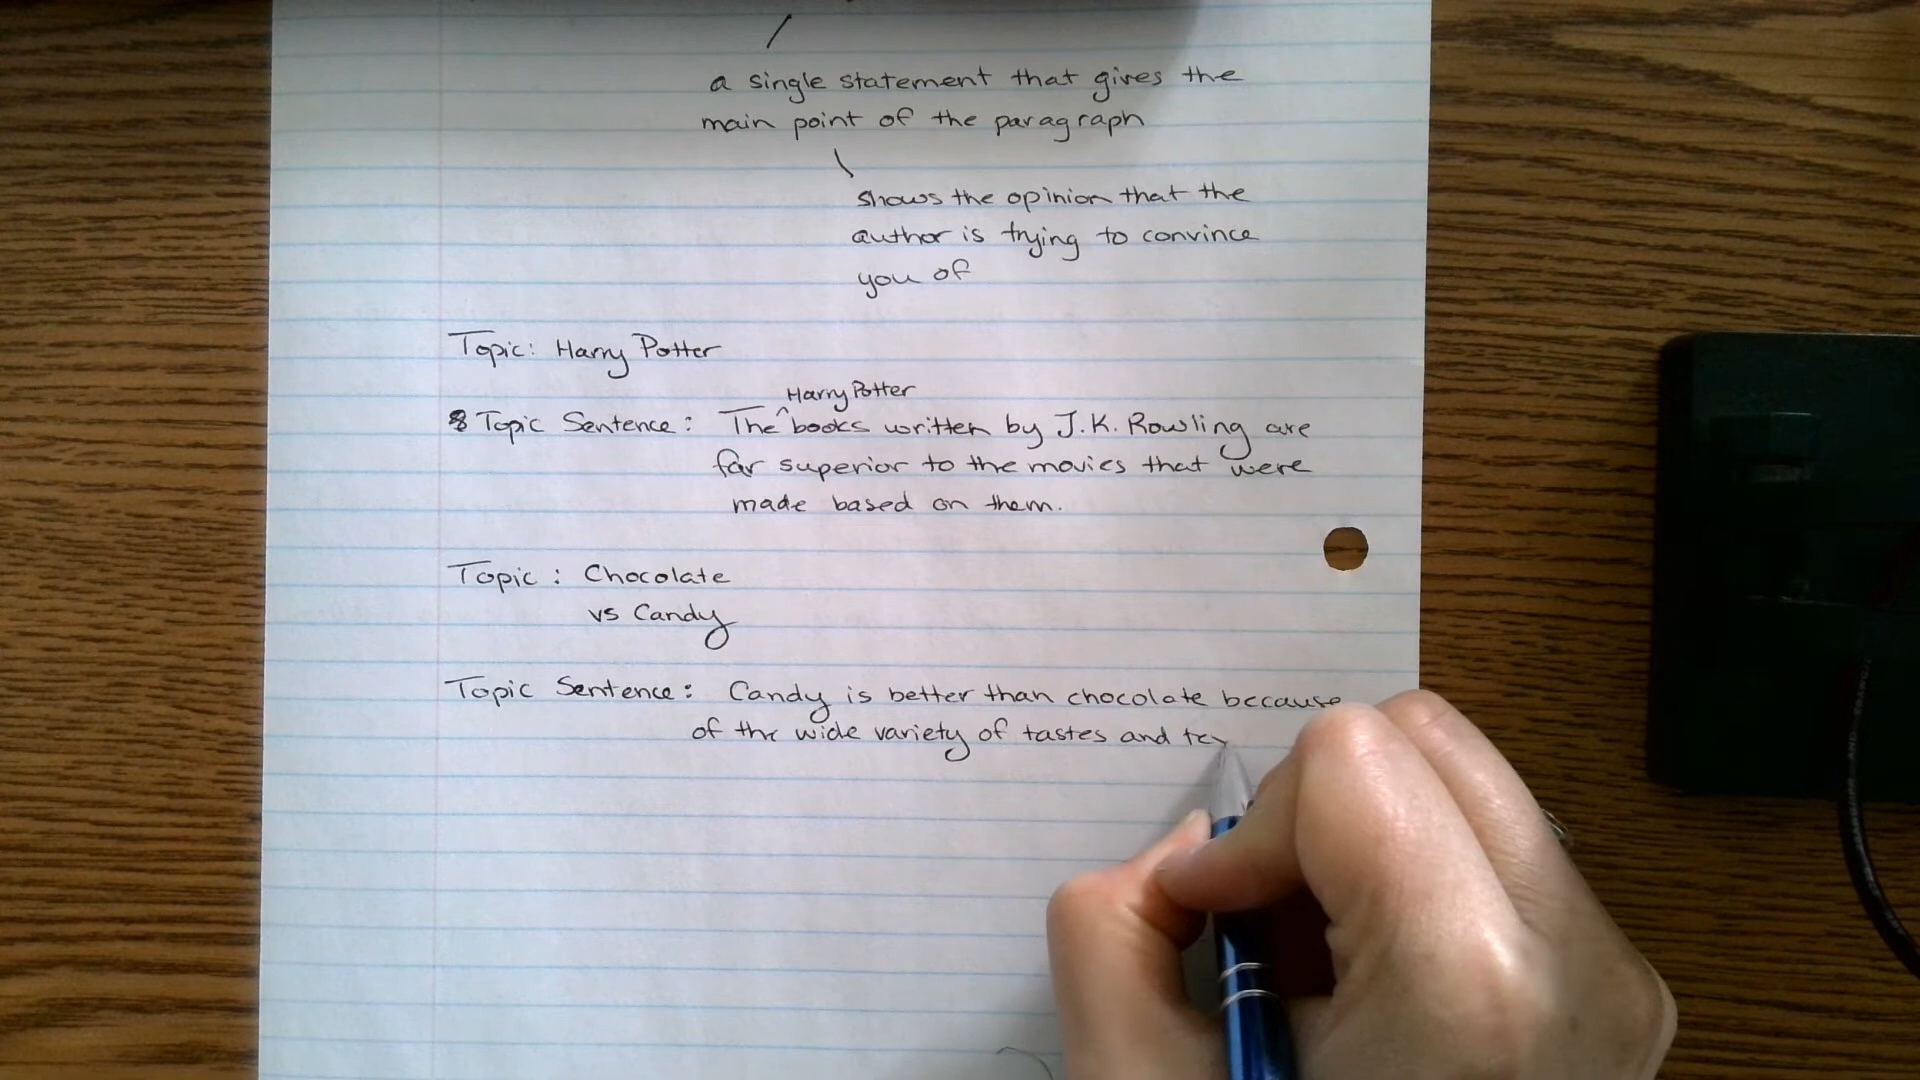 a single statement that gives the
main point of the paragraph
shows the opinion that the
author is trying to convince
you of
Topic: Harry Potter
Harry Potter
Topic Sentence: The ^ books written by J.K. Rowling are
far superior to the movies that were
made based on them.
Topic: Chocolate
vs Candy
Topic Sentence: Candy is better than chocolate because
of the wide variety of tastes and tex